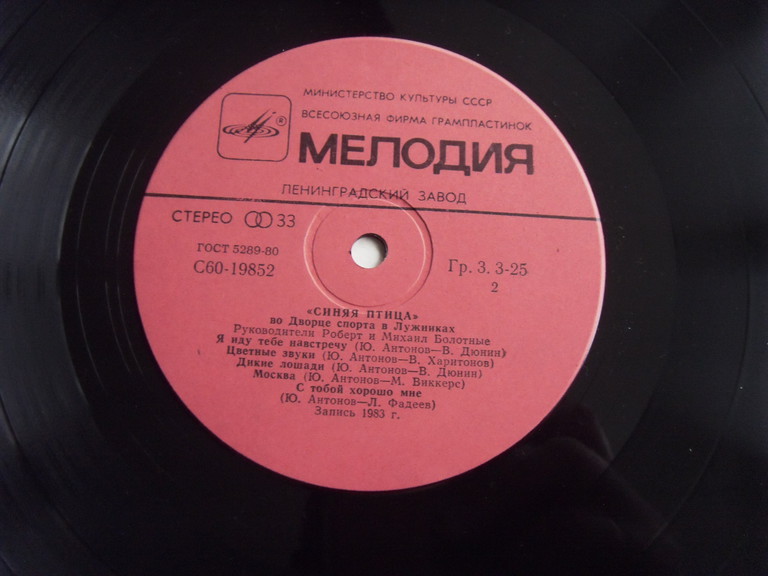 МИНИСТЕРСТВО КУЛЬТУРЫ СССР
ВСЕСОЮЗНАЯ ФИРМА ГРАМПЛАСТИНОК
®
МЕЛОДИЯ
ЛЕНИНГРАДСКИЙ ЗАВОД
СТЕРЕО 33
ГОСТ 5289-80
С60-19852
Гр. 3. 3-25
2
«СИНЯЯ ПТИЦА»
во Дворце спорта в Лужниках
Руководители Роберт и Михаил Болотные
Я иду тебе навстречу (Ю. Антонов—В. Дюнин)
Цветные звуки (Ю. Антонов—В. Харитонов)
Дикие лошади (Ю. Антонов—В. Дюнин)
Москва (Ю. Антонов—М. Виккерс)
С тобой хорошо мне
(Ю. Антонов—Л. Фадеев)
Запись 1983 г.